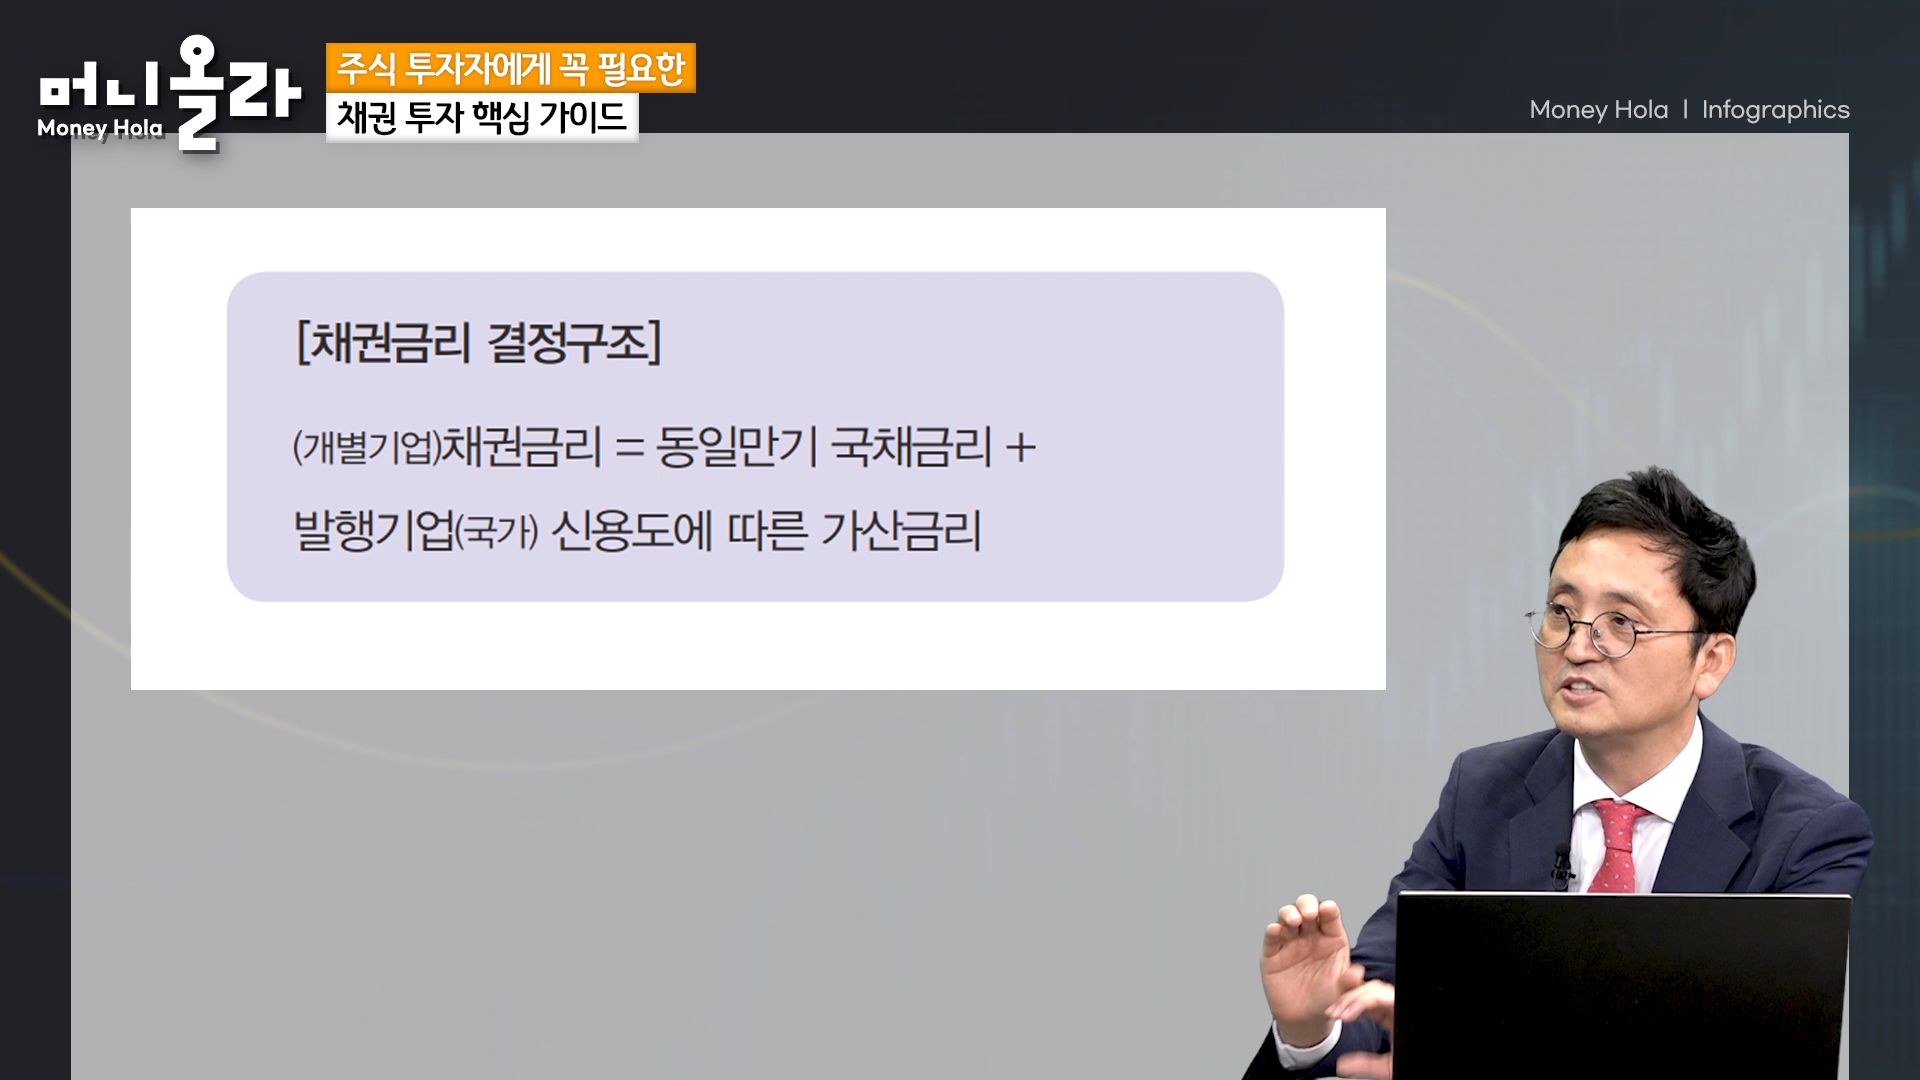 머니올라
Money Hola
주식 투자자에게 꼭 필요한
채권 투자 핵심 가이드
Money Hola | Infographics
[채권금리 결정구조]
(개별기업)채권금리 = 동일만기 국채금리 +
발행기업(국가) 신용도에 따른 가산금리